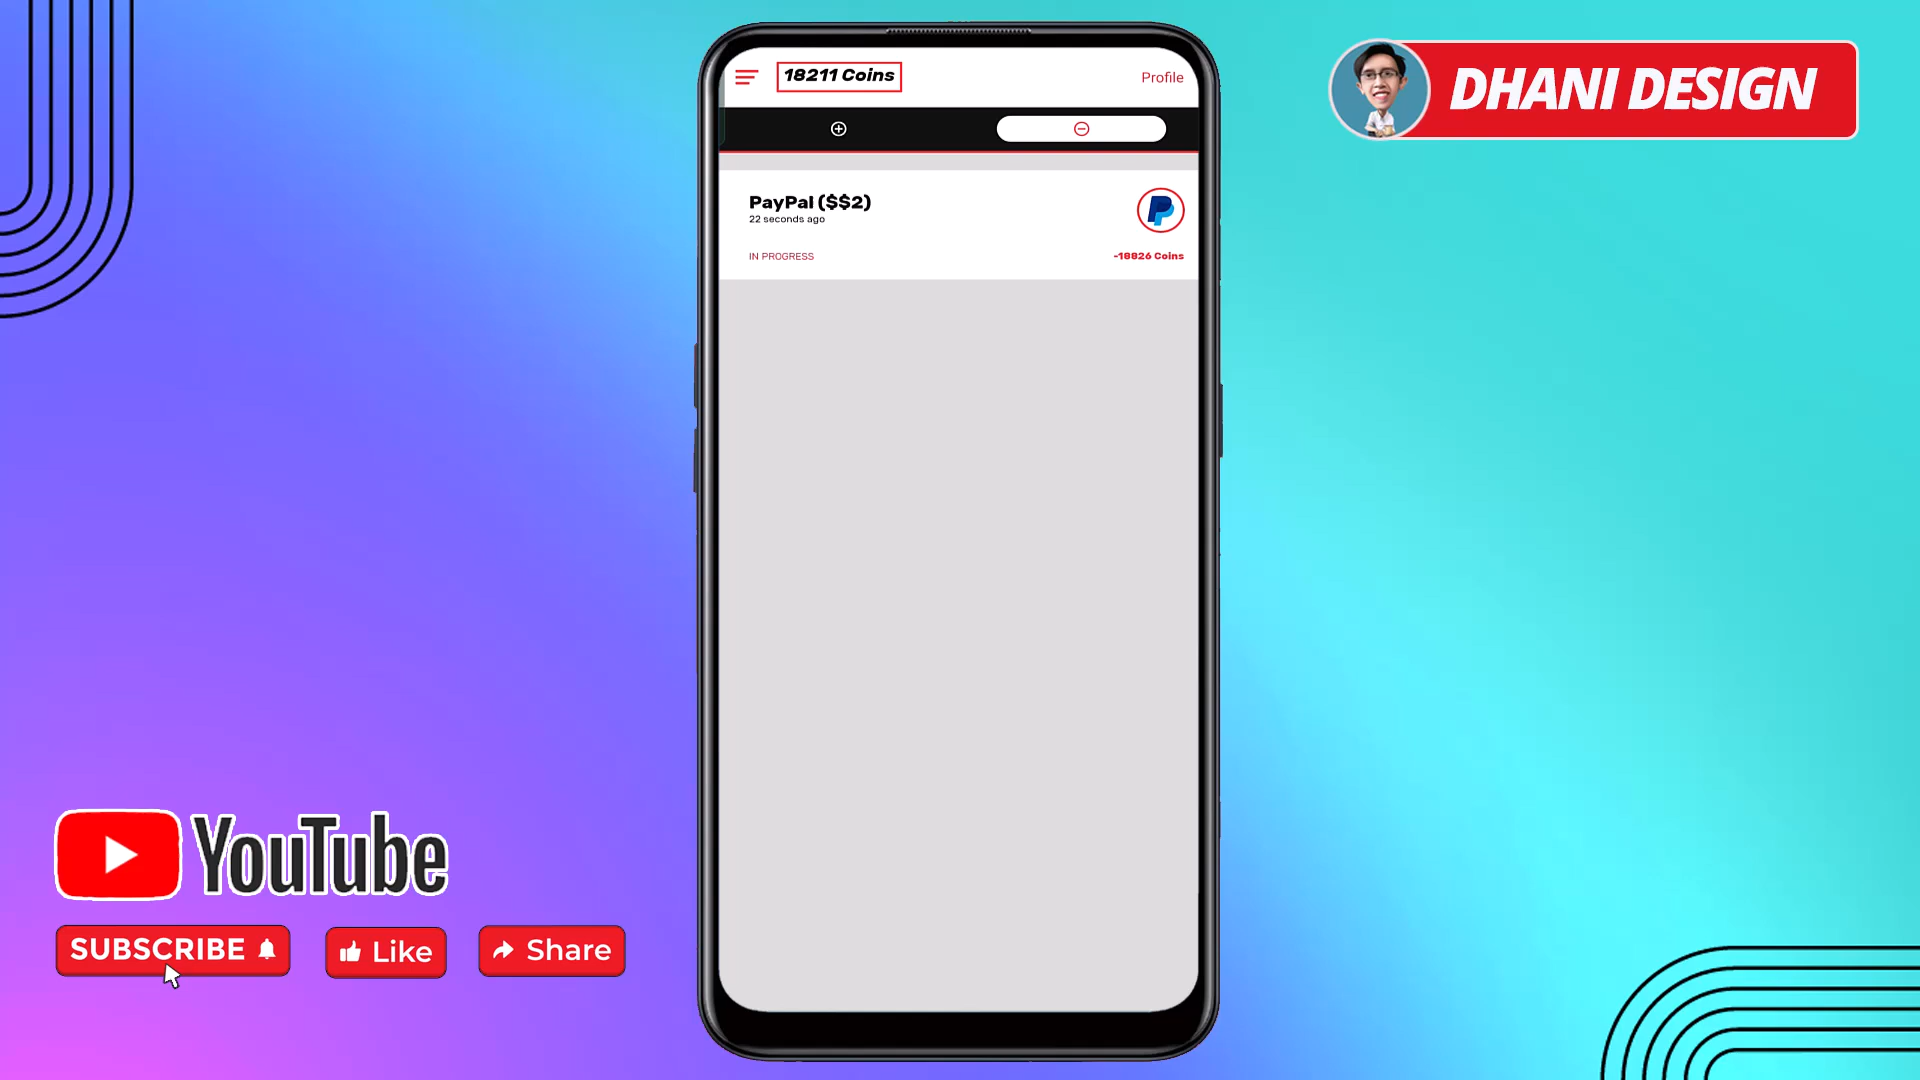 18211 Coins
Profile
DHANI DESIGN
PayPal ($$2)
22 seconds ago
IN PROGRESS
-18826 Coins
YouTube
SUBSCRIBE
Like
Share